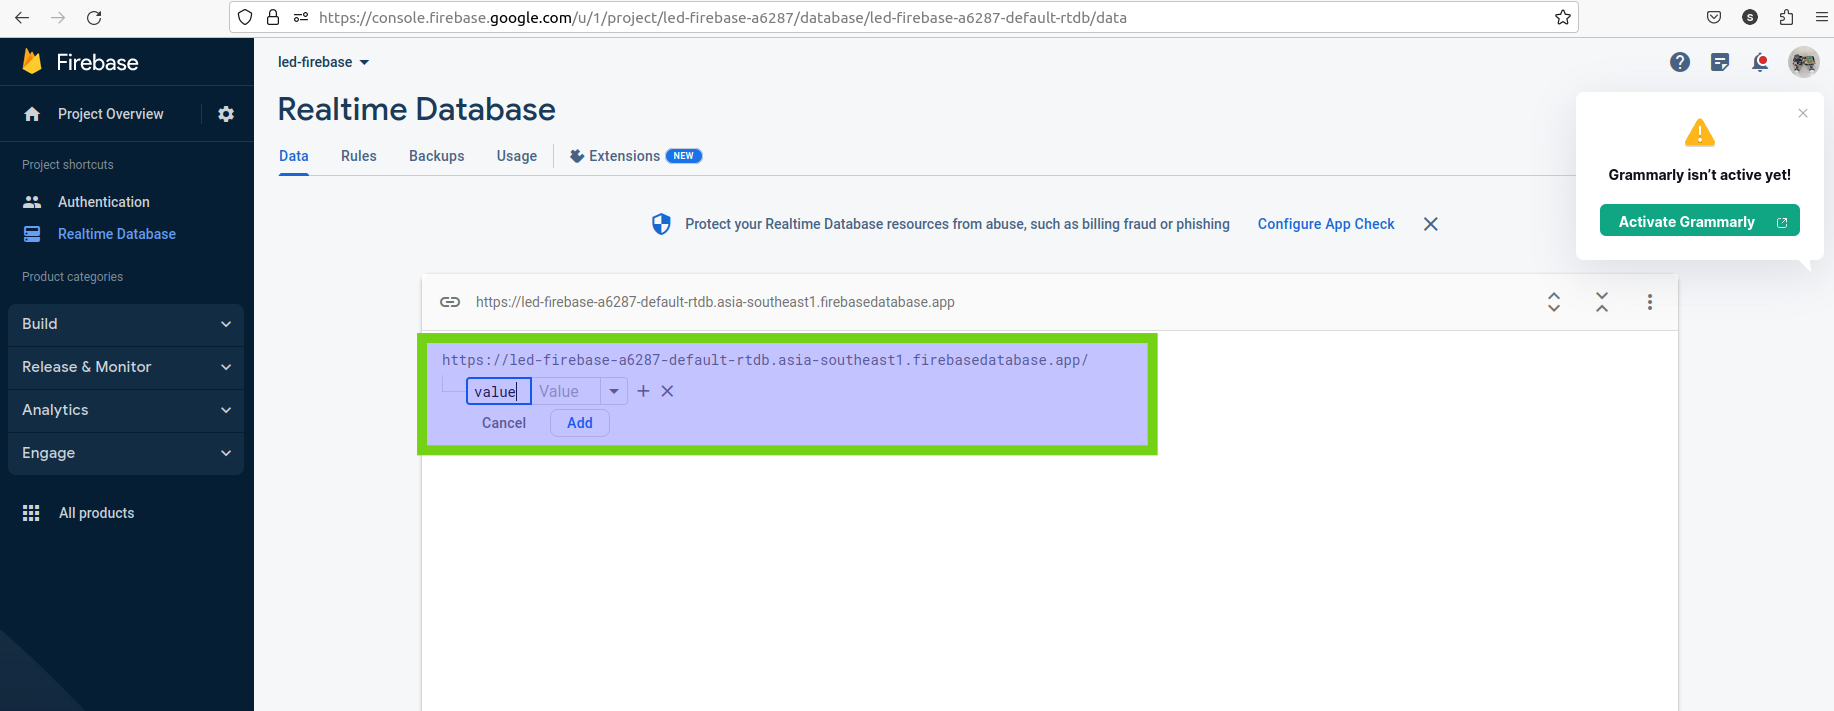 https://console.firebase.google.com/u/1/project/led-firebase-a6287/database/led-firebase-a6287-default-rtdb/data
S
Firebase
led-firebase
Project Overview
Realtime Database
Data Rules Backups Usage Extensions NEW
Project shortcuts
Authentication
Realtime Database
Product categories
Build
Release & Monitor
Analytics
Engage
All products
Grammarly isn’t active yet!
Activate Grammarly
Protect your Realtime Database resources from abuse, such as billing fraud or phishing Configure App Check
https://led-firebase-a6287-default-rtdb.asia-southeast1.firebasedatabase.app
https://led-firebase-a6287-default-rtdb.asia-southeast1.firebasedatabase.app/
value Value
Cancel Add